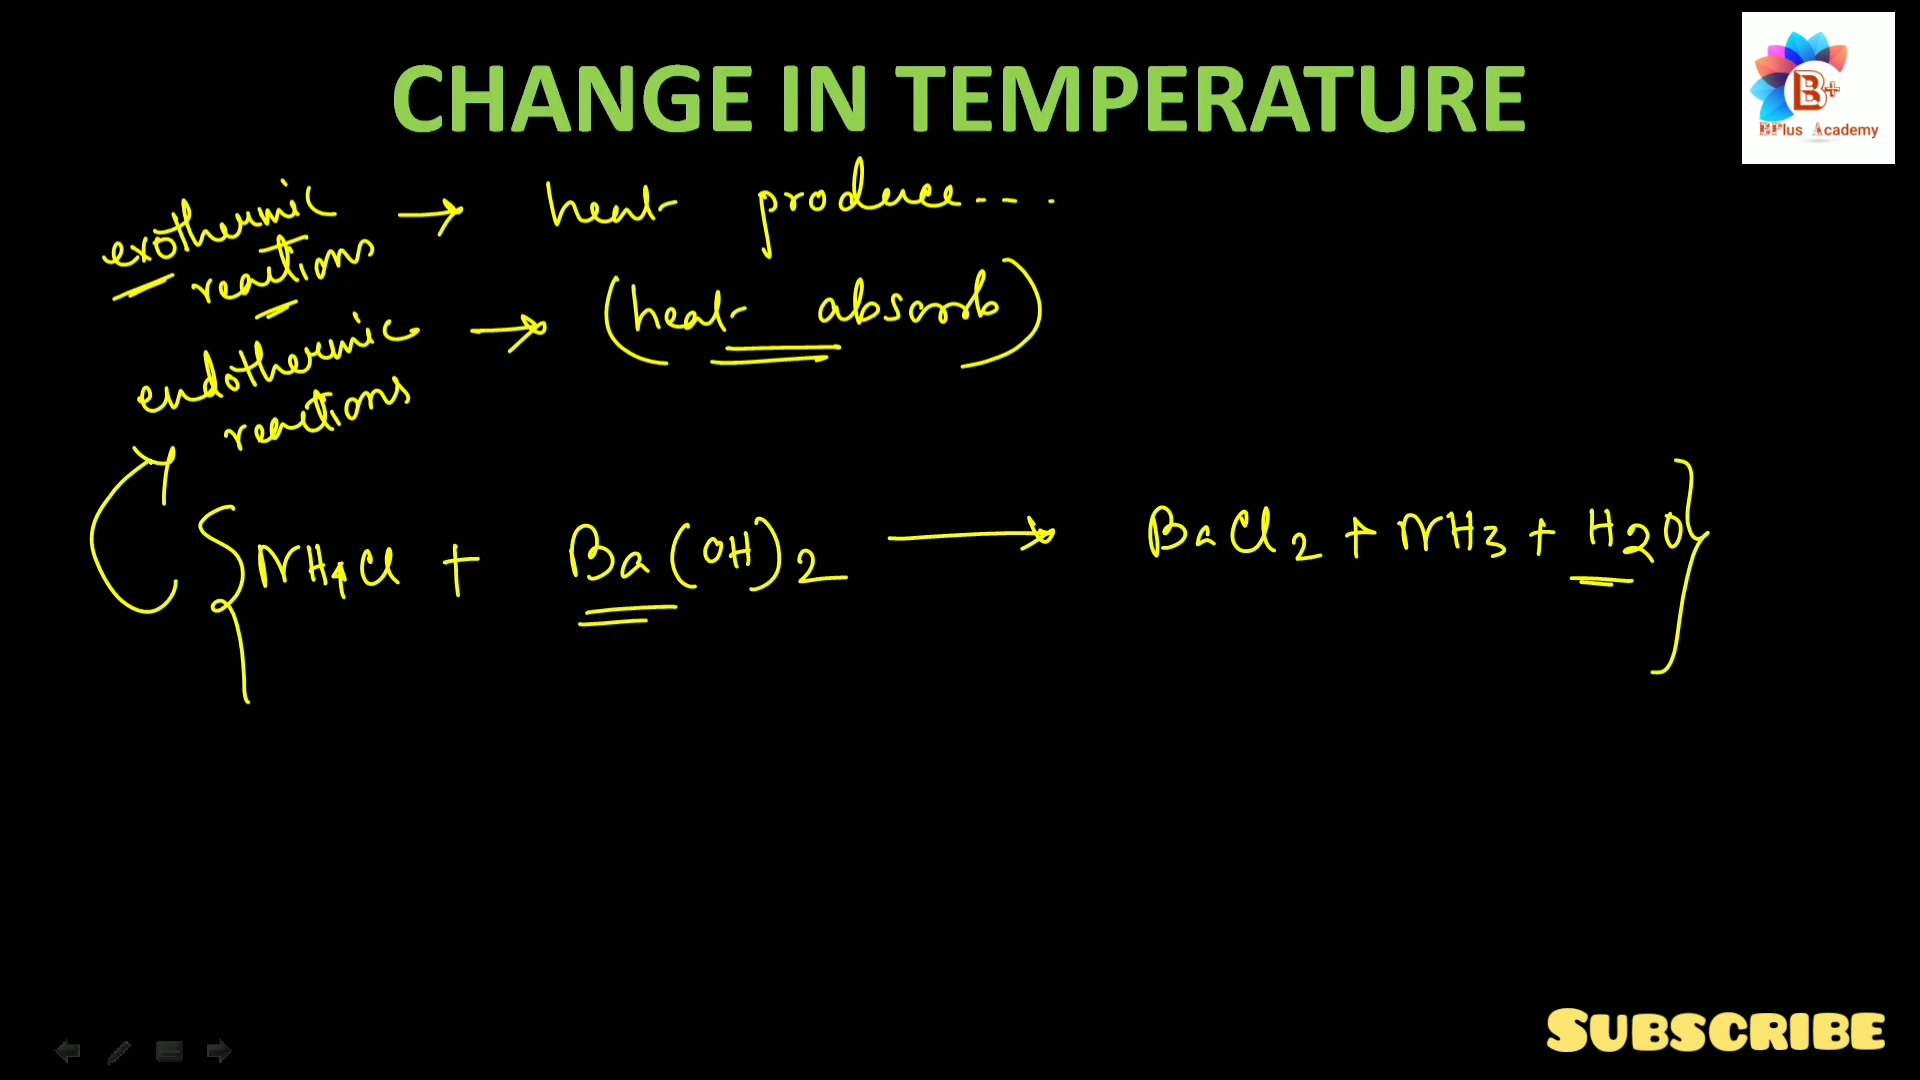 CHANGE IN TEMPERATURE
B+
BPlus Academy
exothermic → heat produce....
reactions
endothermic → (heat absorb)
reactions
{NH4Cl + Ba(OH)2 → BaCl2 + NH3 + H2O}
SUBSCRIBE